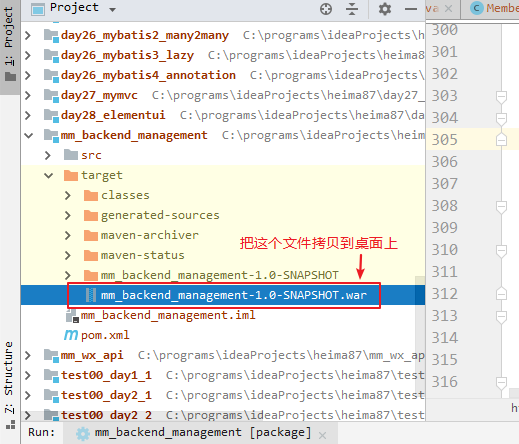 1: Project
Project
va
Membe
day26_mybatis2_many2many C:\programs\ideaProjects\h
day26_mybatis3_lazy C:\programs\ideaProjects\heima8
day26_mybatis4_annotation C:\programs\ideaProjects\
day27_mymvc C:\programs\ideaProjects\heima87\day27_
day28_elementui C:\programs\ideaProjects\heima87\da
mm_backend_management C:\programs\ideaProjects\heim
src
target
classes
generated-sources
maven-archiver
maven-status
mm_backend_management-1.0-SNAPSHOT
把这个文件拷贝到桌面上
mm_backend_management-1.0-SNAPSHOT.war
mm_backend_management.iml
pom.xml
mm_wx_api C:\programs\ideaProjects\heima87\mm_wx_ap
test00_day1_1 C:\programs\ideaProjects\heima87\test
test00_day2_1 C:\programs\ideaProjects\heima87\test
test00_day2_2 C:\programs\ideaProjects\heima87\test
300
301
302
303
304
305
306
307
308
309
310
311
312
313
314
315
316
h
Z: Structure
Run: mm_backend_management [package]